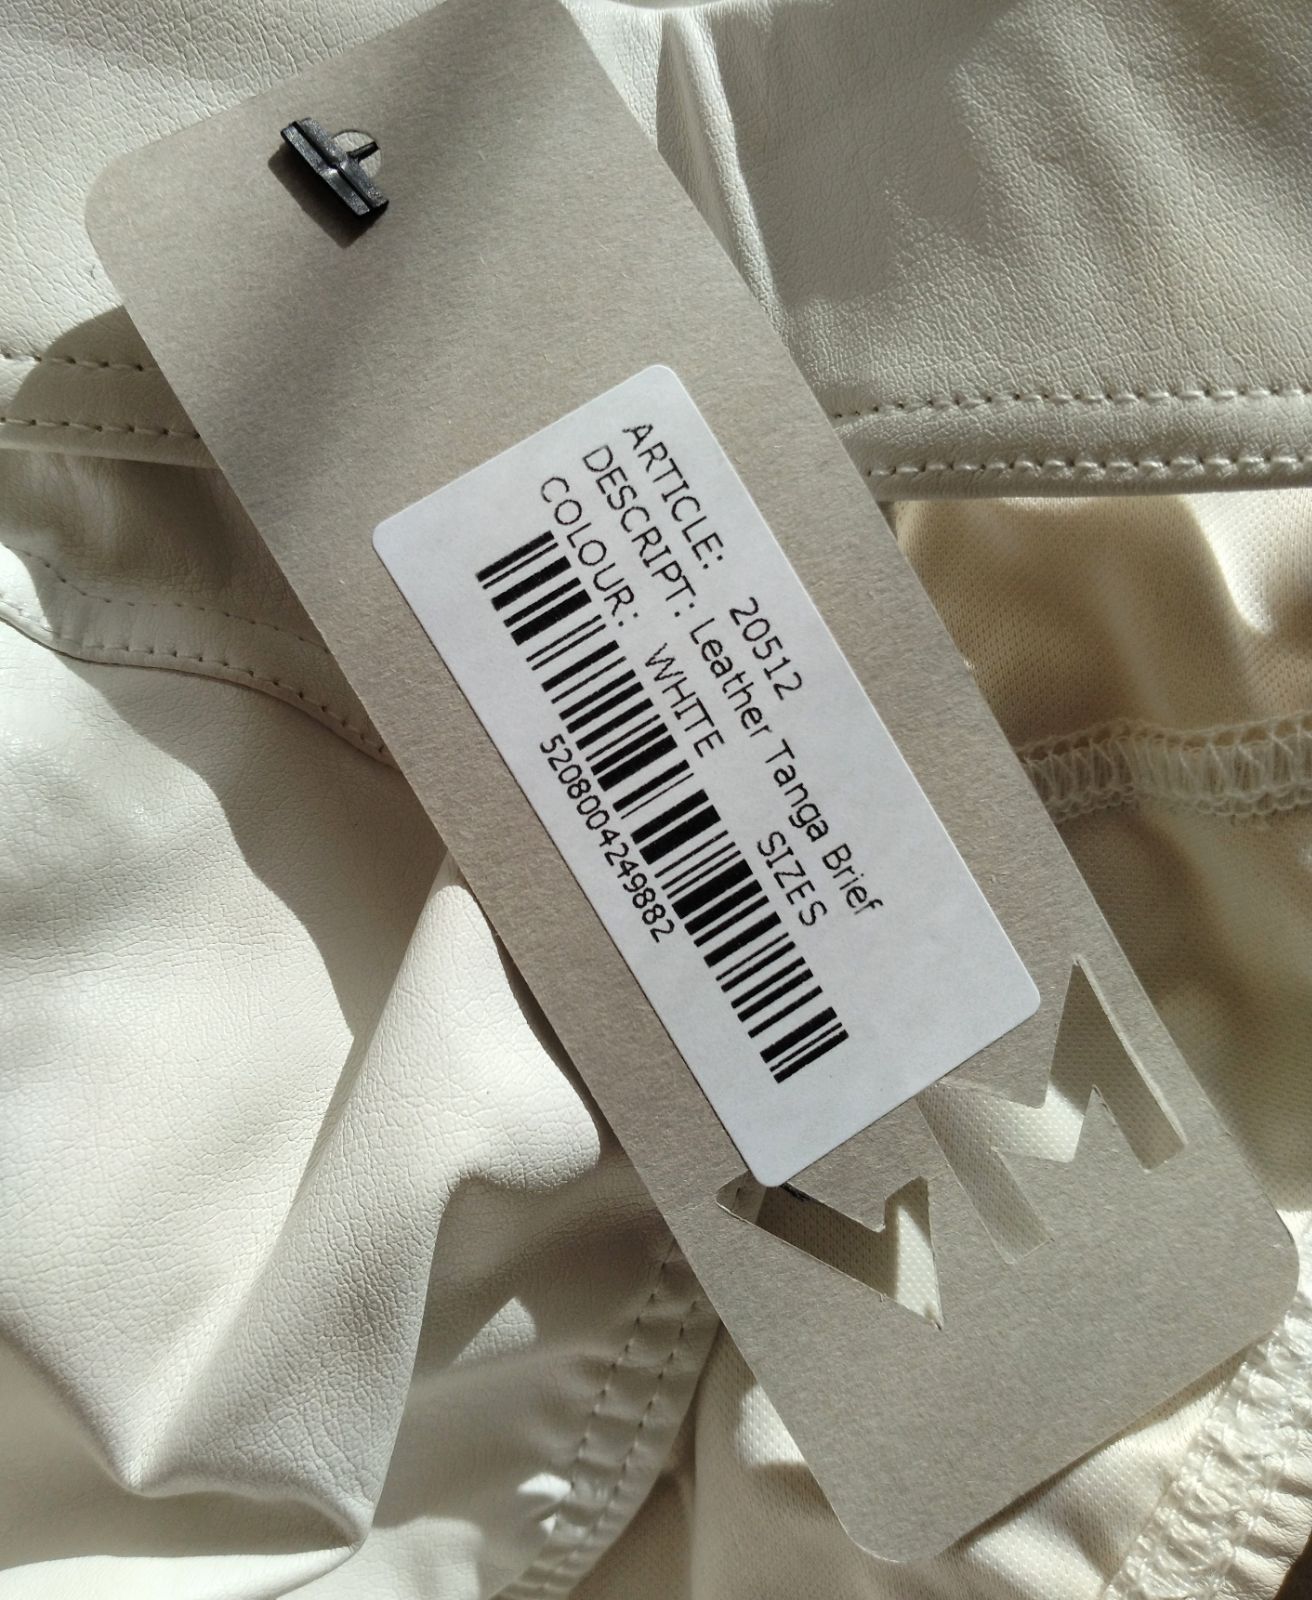 ARTICLE: 20512
DESCRIPT: Leather Tanga Brief
COLOUR: WHITE SIZE S
5208004249882
VM